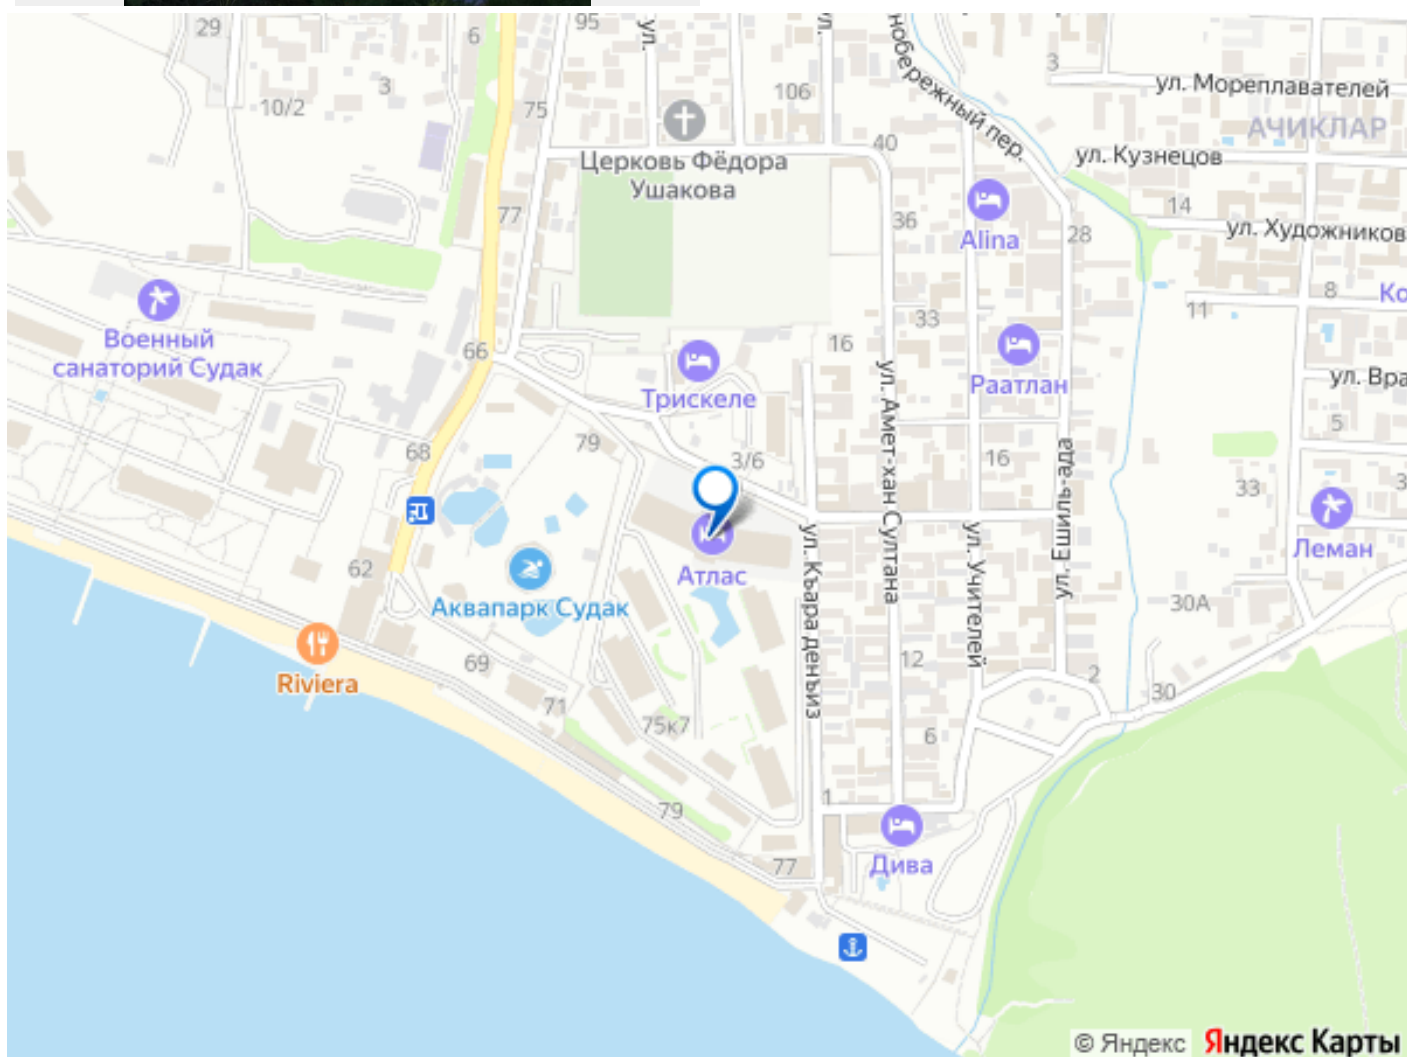 29
6
95
ул.
ул.
нобережный пер.
3
ул. Мореплавателей
3
10/2
75
106
АЧИКЛАР
Церковь Фёдора
Ушакова
40
ул. Кузнецов
77
36
Alina
14
28
ул. Художников
Военный
санаторий Судак
66
33
11
8
Ко
16
Трискеле
Раатлан
ул. Вра
68
79
3/6
ул. Амет-хан Султана
16
ул. Ешиль-ада
5
33
3
Леман
Атлас
ул. Къара денъиз
ул. Учителей
62
Аквапарк Судак
30А
Riviera
69
71
75к7
12
2
30
6
79
1
77
Дива
© Яндекс Яндекс Карты